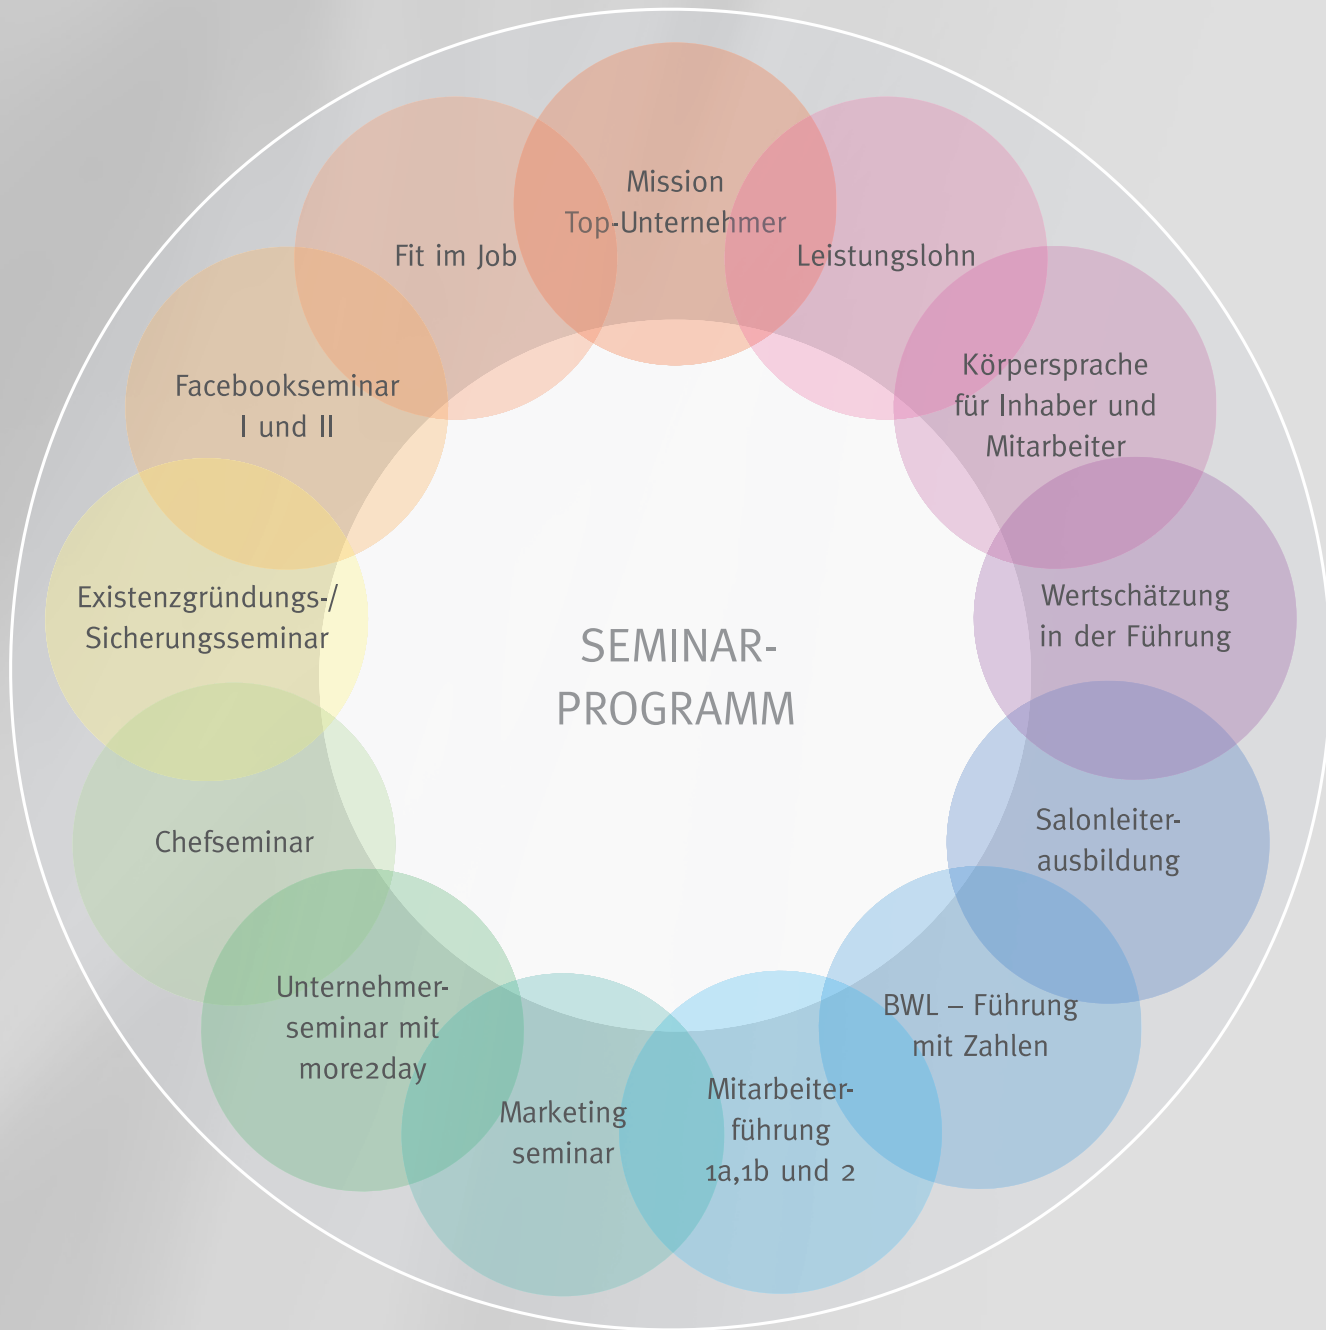 Mission
Top-Unternehmer
Leistungslohn
Körpersprache
für Inhaber und
Mitarbeiter
Wertschätzung
in der Führung
Salonleiter-
ausbildung
BWL – Führung
mit Zahlen
Mitarbeiter-
führung
1a,1b und 2
Marketing
seminar
Unternehmer-
seminar mit
more2day
Chefseminar
Existenzgründungs-/
Sicherungsseminar
Facebookseminar
I und II
Fit im Job
SEMINAR-
PROGRAMM